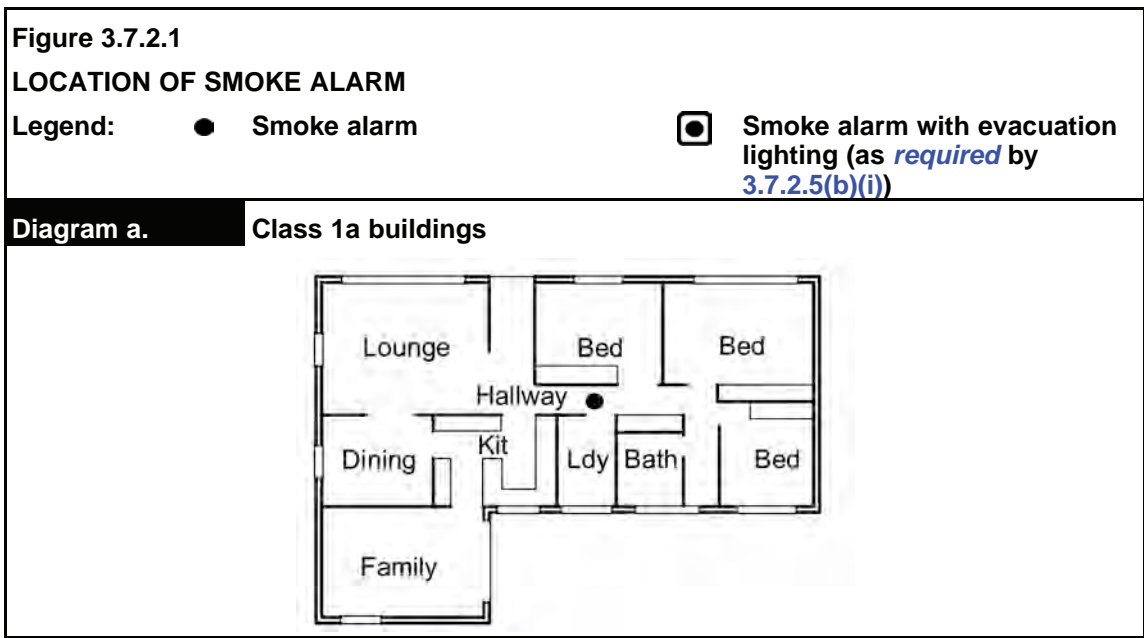 Figure 3.7.2.1
LOCATION OF SMOKE ALARM
Legend: ● Smoke alarm
Smoke alarm with evacuation
lighting (as required by
3.7.2.5(b)(i))
Diagram a. Class 1a buildings
Lounge
Bed
Bed
Hallway
Kit
Dining
Ldy
Bath
Bed
Family